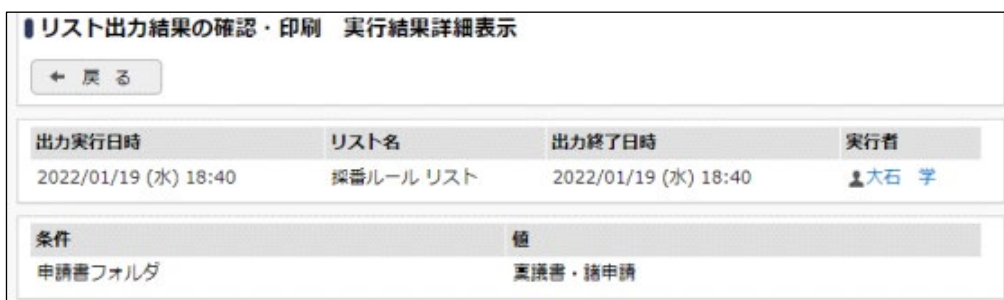 リスト出力結果の確認・印刷　実行結果詳細表示
← 戻 る
出力実行日時 リスト名 出力終了日時 実行者
2022/01/19 (水) 18:40 採番ルール リスト 2022/01/19 (水) 18:40 大石　学
条件 値
申請書フォルダ 稟議書・諸申請